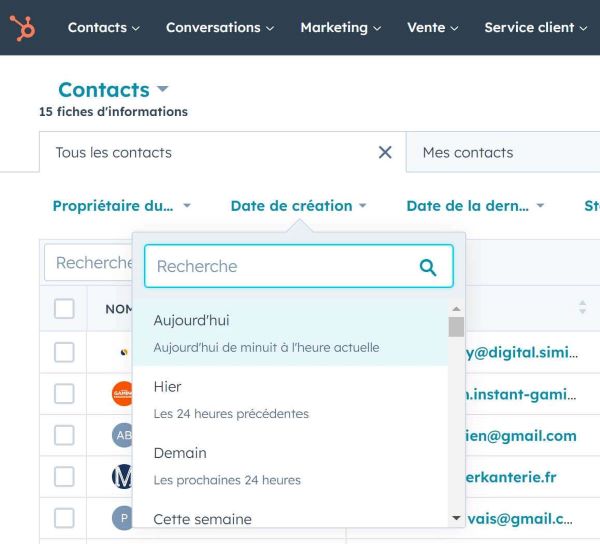 Contacts Conversations Marketing Vente Service client
Contacts
15 fiches d'informations
Tous les contacts Mes contacts
Propriétaire du... Date de création Date de la dern...
Recherche
Recherche
Aujourd'hui
Aujourd'hui de minuit à l'heure actuelle
y@digital.simi...
Hier
.instant-gami...
Les 24 heures précédentes
AB
ien@gmail.com
Demain
Les prochaines 24 heures
erkanterie.fr
Cette semaine
P
vais@gmail.c...